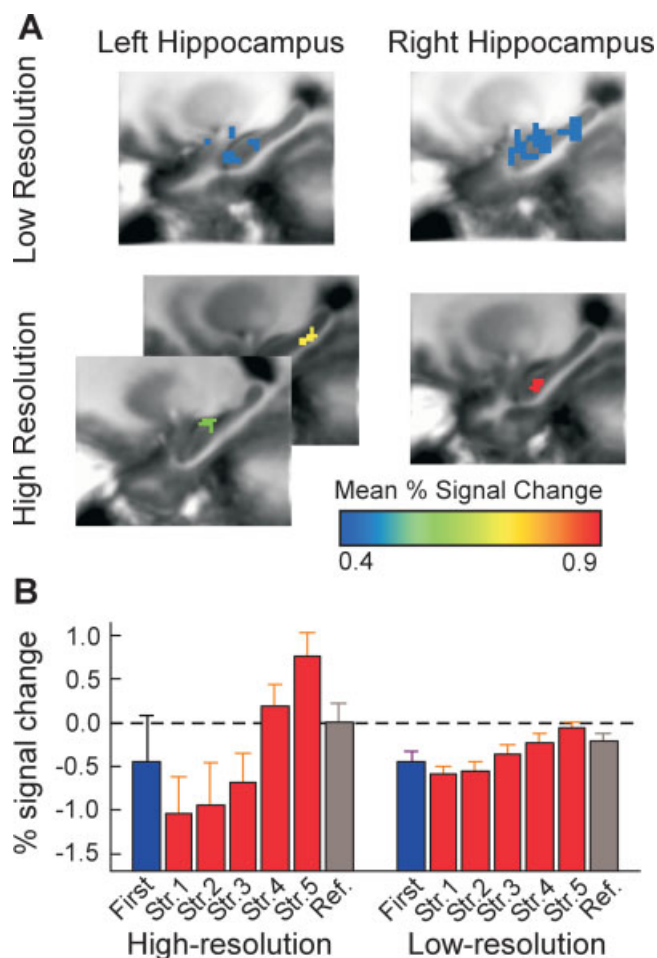 A
Left Hippocampus
Right Hippocampus
Low Resolution
High Resolution
Mean % Signal Change
0.4
0.9
B
% signal change
1.0
0.5
0.0
-0.5
-1.0
-1.5
First
Str.1
Str.2
Str.3
Str.4
Str.5
Ref.
First
Str.1
Str.2
Str.3
Str.4
Str.5
Ref.
High-resolution
Low-resolution